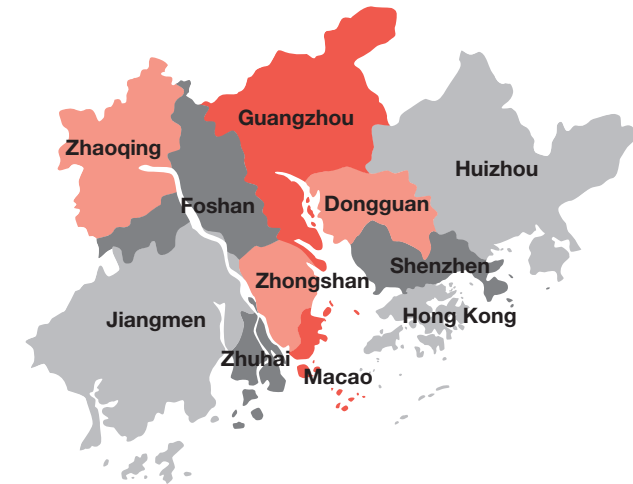 Guangzhou
Zhaoqing
Huizhou
Foshan
Dongguan
Shenzhen
Zhongshan
Hong Kong
Jiangmen
Zhuhai
Macao